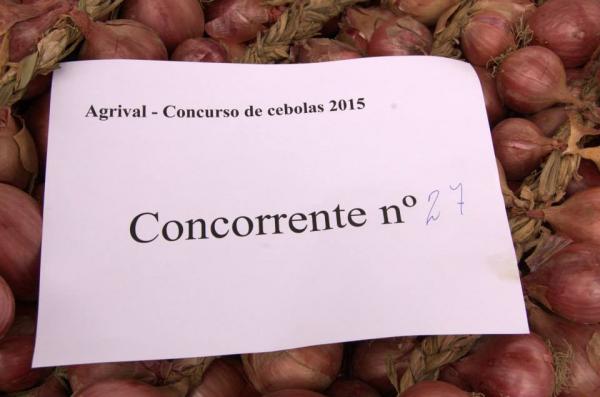 Agrival - Concurso de cebolas 2015
Concorrente nº 27